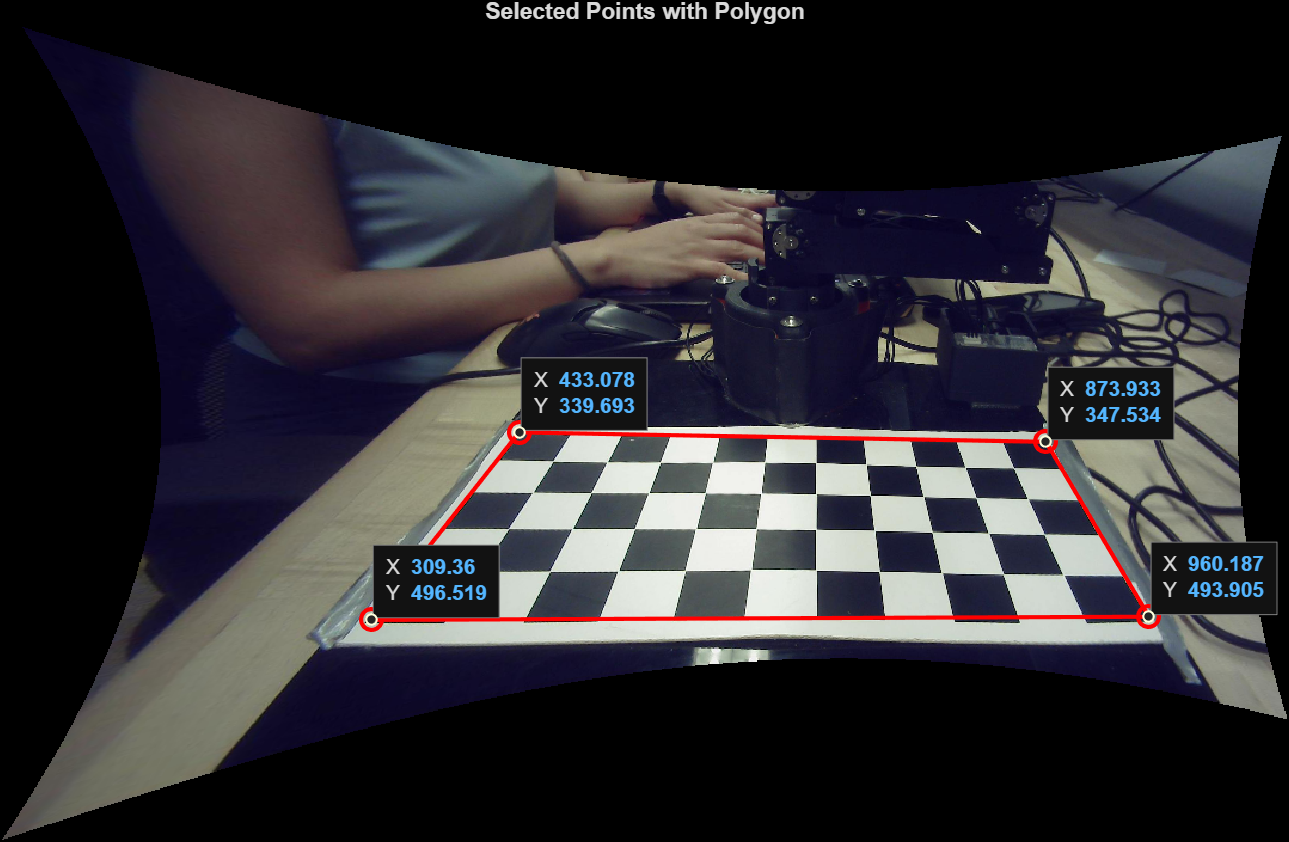 Selected Points with Polygon
X 433.078
Y 339.693
X 873.933
Y 347.534
X 309.36
Y 496.519
X 960.187
Y 493.905